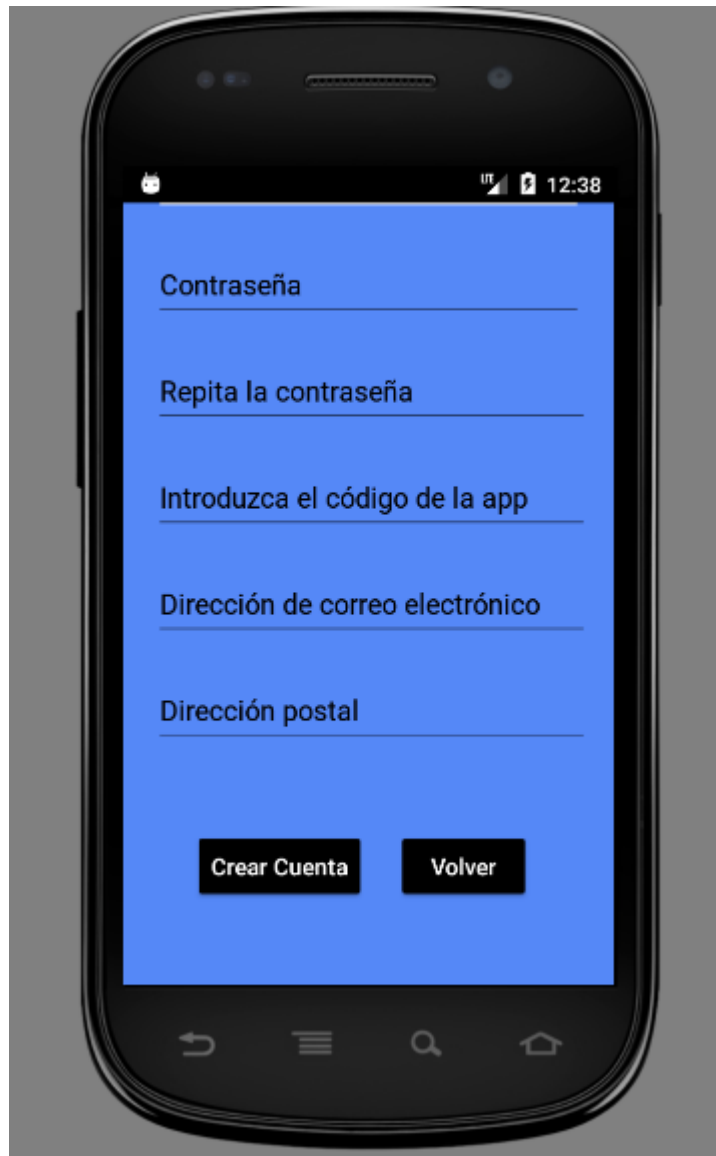 LTE 12:38
Contraseña
Repita la contraseña
Introduzca el código de la app
Dirección de correo electrónico
Dirección postal
Crear Cuenta Volver